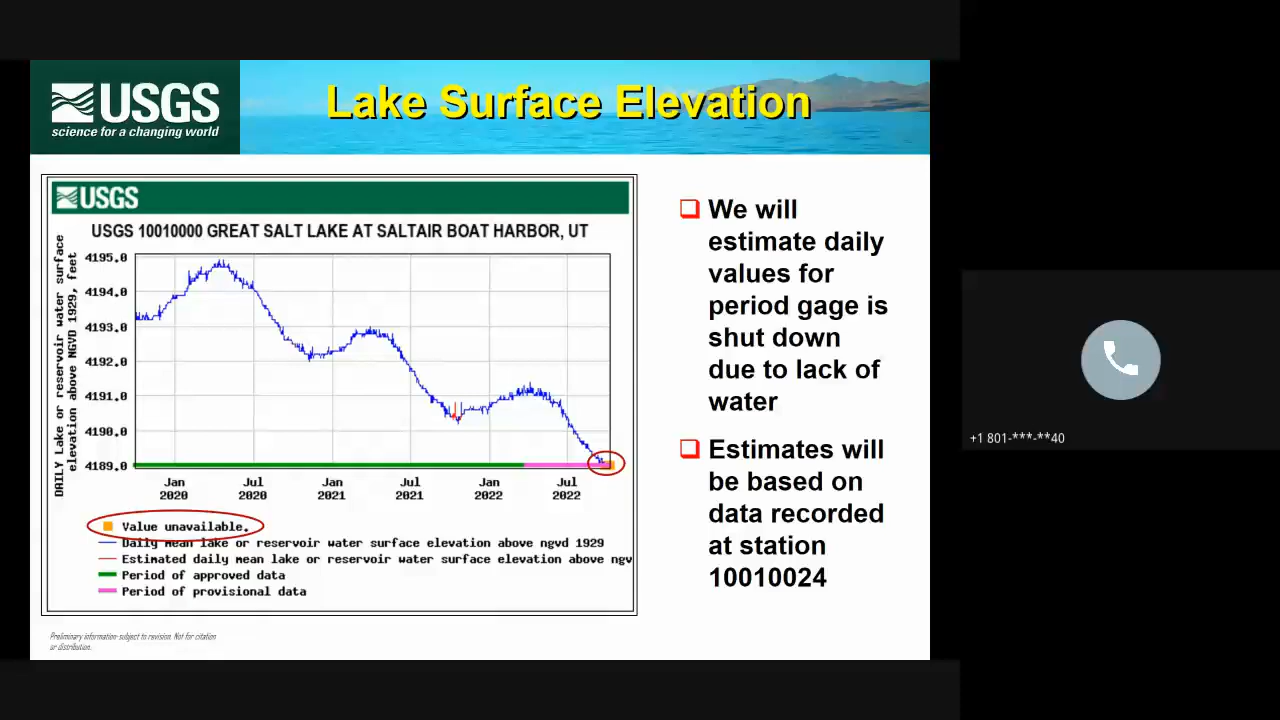 USGS
science for a changing world
Lake Surface Elevation
USGS
USGS 10010000 GREAT SALT LAKE AT SALTAIR BOAT HARBOR, UT
DAILY Lake or reservoir water surface
elevation above NGVD 1929, feet
4195.0
4194.0
4193.0
4192.0
4191.0
4190.0
4189.0
Jan Jul Jan Jul Jan Jul
2020 2020 2021 2021 2022 2022
Value unavailable.
Daily mean lake or reservoir water surface elevation above ngvd 1929
Estimated daily mean lake or reservoir water surface elevation above ngv
Period of approved data
Period of provisional data
We will
estimate daily
values for
period gage is
shut down
due to lack of
water
Estimates will
be based on
data recorded
at station
10010024
Preliminary information-subject to revision. Not for citation
or distribution.
+1 801-***-**40